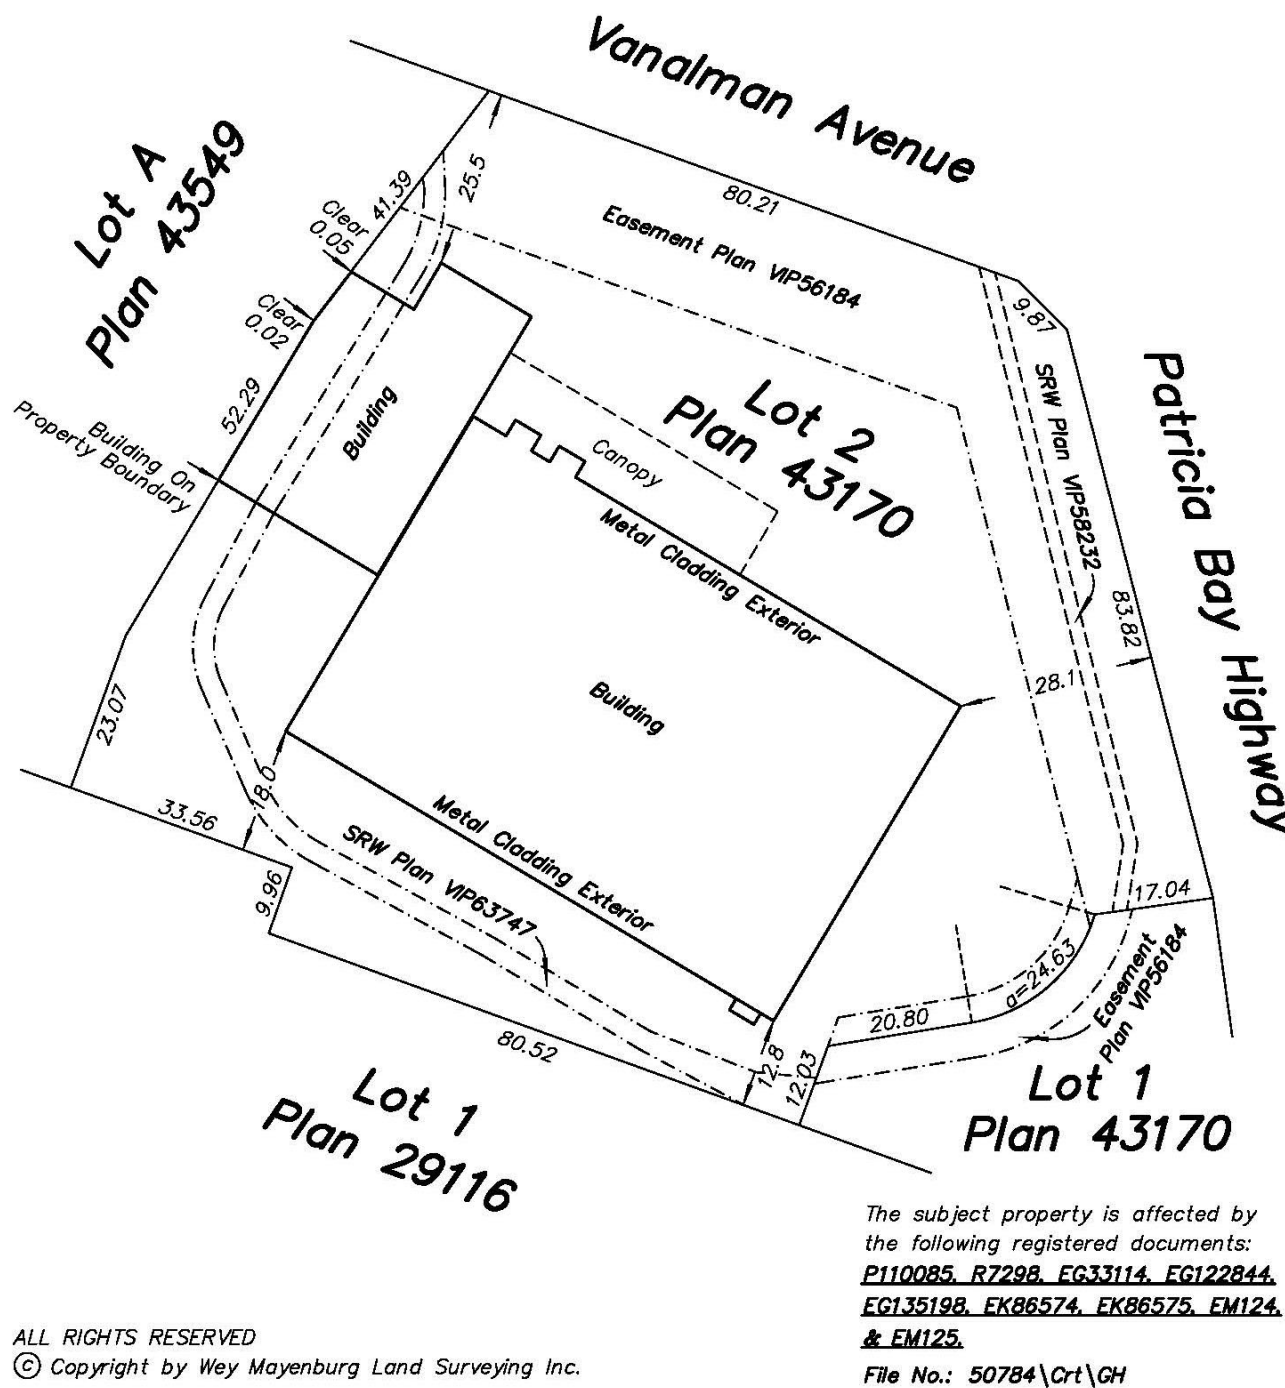 Vanalman Avenue
80.21
Lot A
Plan 43549
41.39
25.5
Clear
0.05
Easement Plan VIP56184
9.87
Clear
0.02
SRW Plan VIP58232
Patricia Bay Highway
52.29
Building
Lot 2
Plan 43170
Canopy
Building On
Property Boundary
Metal Cladding Exterior
83.82
28.1
Building
23.07
18.0
33.56
Metal Cladding Exterior
SRW Plan VIP63747
9.96
17.04
a=24.63
Easement
Plan VIP56184
20.80
80.52
12.8
12.03
Lot 1
Plan 29116
Lot 1
Plan 43170
The subject property is affected by
the following registered documents:
P110085, R7298, EG33114, EG122844,
EG135198, EK86574, EK86575, EM124,
& EM125.
File No.: 50784\Crt\GH
ALL RIGHTS RESERVED
© Copyright by Wey Mayenburg Land Surveying Inc.